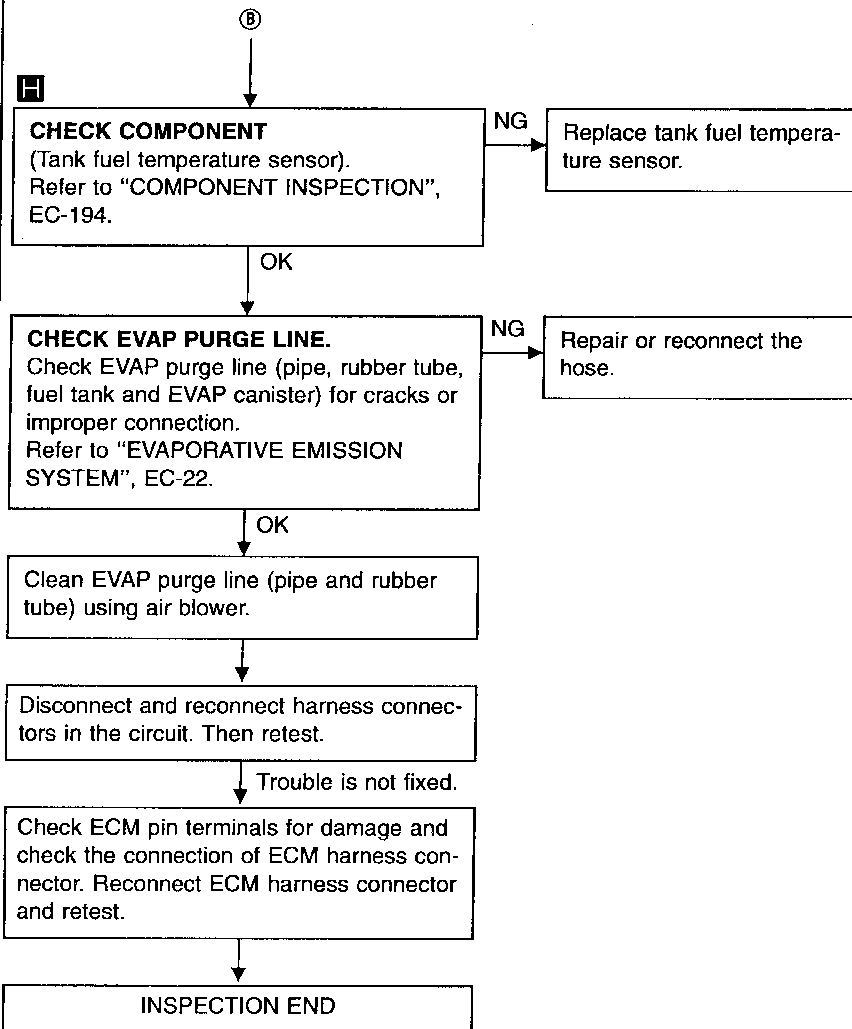 B
H
CHECK COMPONENT
(Tank fuel temperature sensor).
Refer to “COMPONENT INSPECTION”,
EC-194.
NG
Replace tank fuel tempera-
ture sensor.
OK
CHECK EVAP PURGE LINE.
Check EVAP purge line (pipe, rubber tube,
fuel tank and EVAP canister) for cracks or
improper connection.
Refer to “EVAPORATIVE EMISSION
SYSTEM”, EC-22.
NG
Repair or reconnect the
hose.
OK
Clean EVAP purge line (pipe and rubber
tube) using air blower.
Disconnect and reconnect harness connec-
tors in the circuit. Then retest.
Trouble is not fixed.
Check ECM pin terminals for damage and
check the connection of ECM harness con-
nector. Reconnect ECM harness connector
and retest.
INSPECTION END